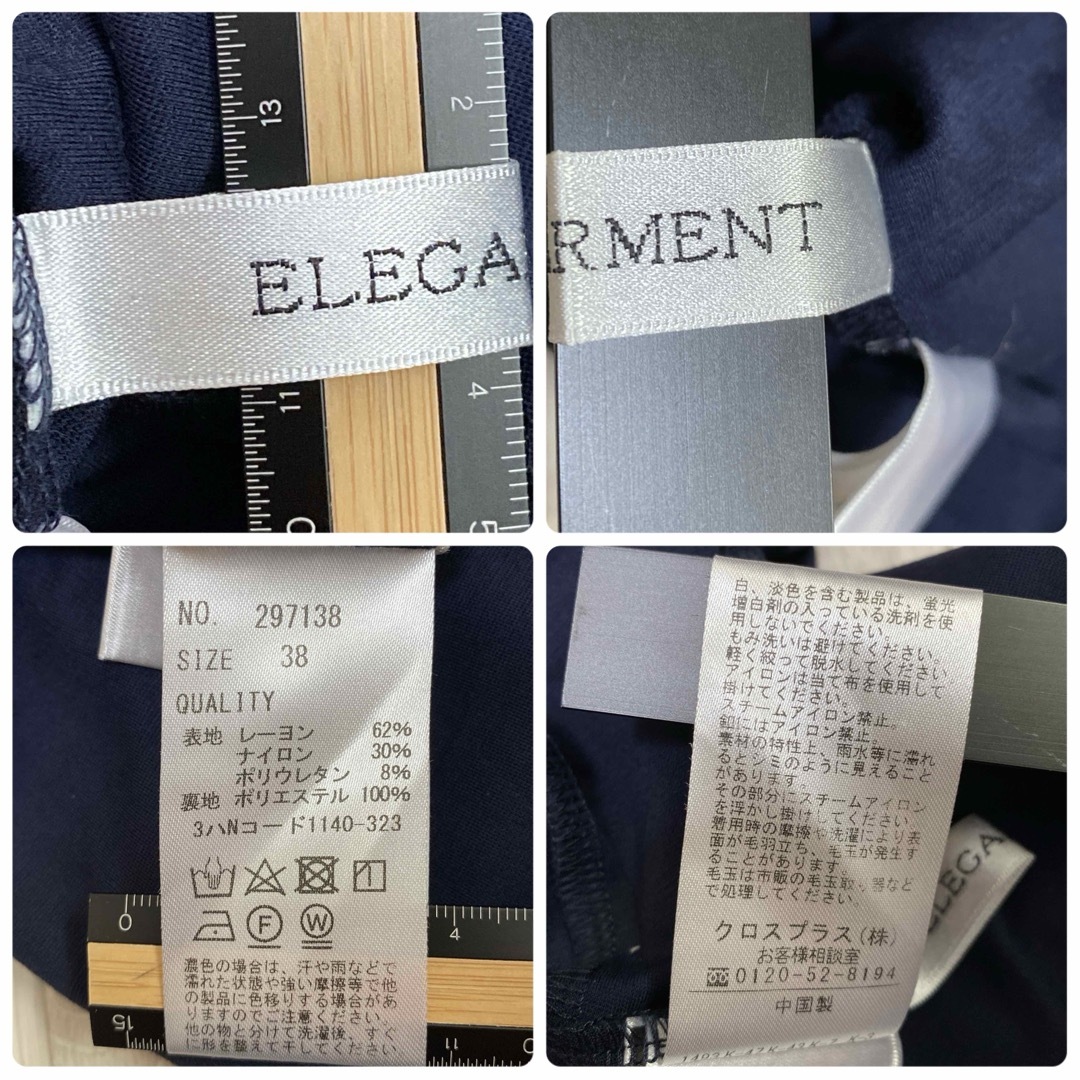 13
2
ELEGA
11
4
5
RMENT
NO. 297138
SIZE 38
QUALITY
表地 レーヨン 62%
ナイロン 30%
ポリウレタン 8%
裏地 ポリエステル 100%
3ハNコード1140-323
F W
濃色の場合は、汗や雨などで
濡れた状態や強い摩擦等で他
の製品に色移りする場合があ
りますのでご注意ください。
他の物と分けて洗濯後、すぐ
に形を整えて干してください。
0
4
15
11
白、淡色を含む製品は、蛍光
増白剤の入っている洗剤を使
用しないでください。
もみ洗いは避けてください。
軽く絞って脱水してください
アイロンは当て布を使用して
掛けてください。
スチームアイロン禁止。
釦にはアイロン禁止。
素材の特性上、雨水等に濡れ
るとシミのように見えること
があります。
その部分にスチームアイロン
を浮かし掛けしてください。
着用時の摩擦や洗濯により表
面が毛羽立ち、毛玉が発生す
ることがあります。
毛玉は市販の毛玉取り器など
で処理してください。
クロスプラス(株)
お客様相談室
0120-52-8194
中国製
ELEGA